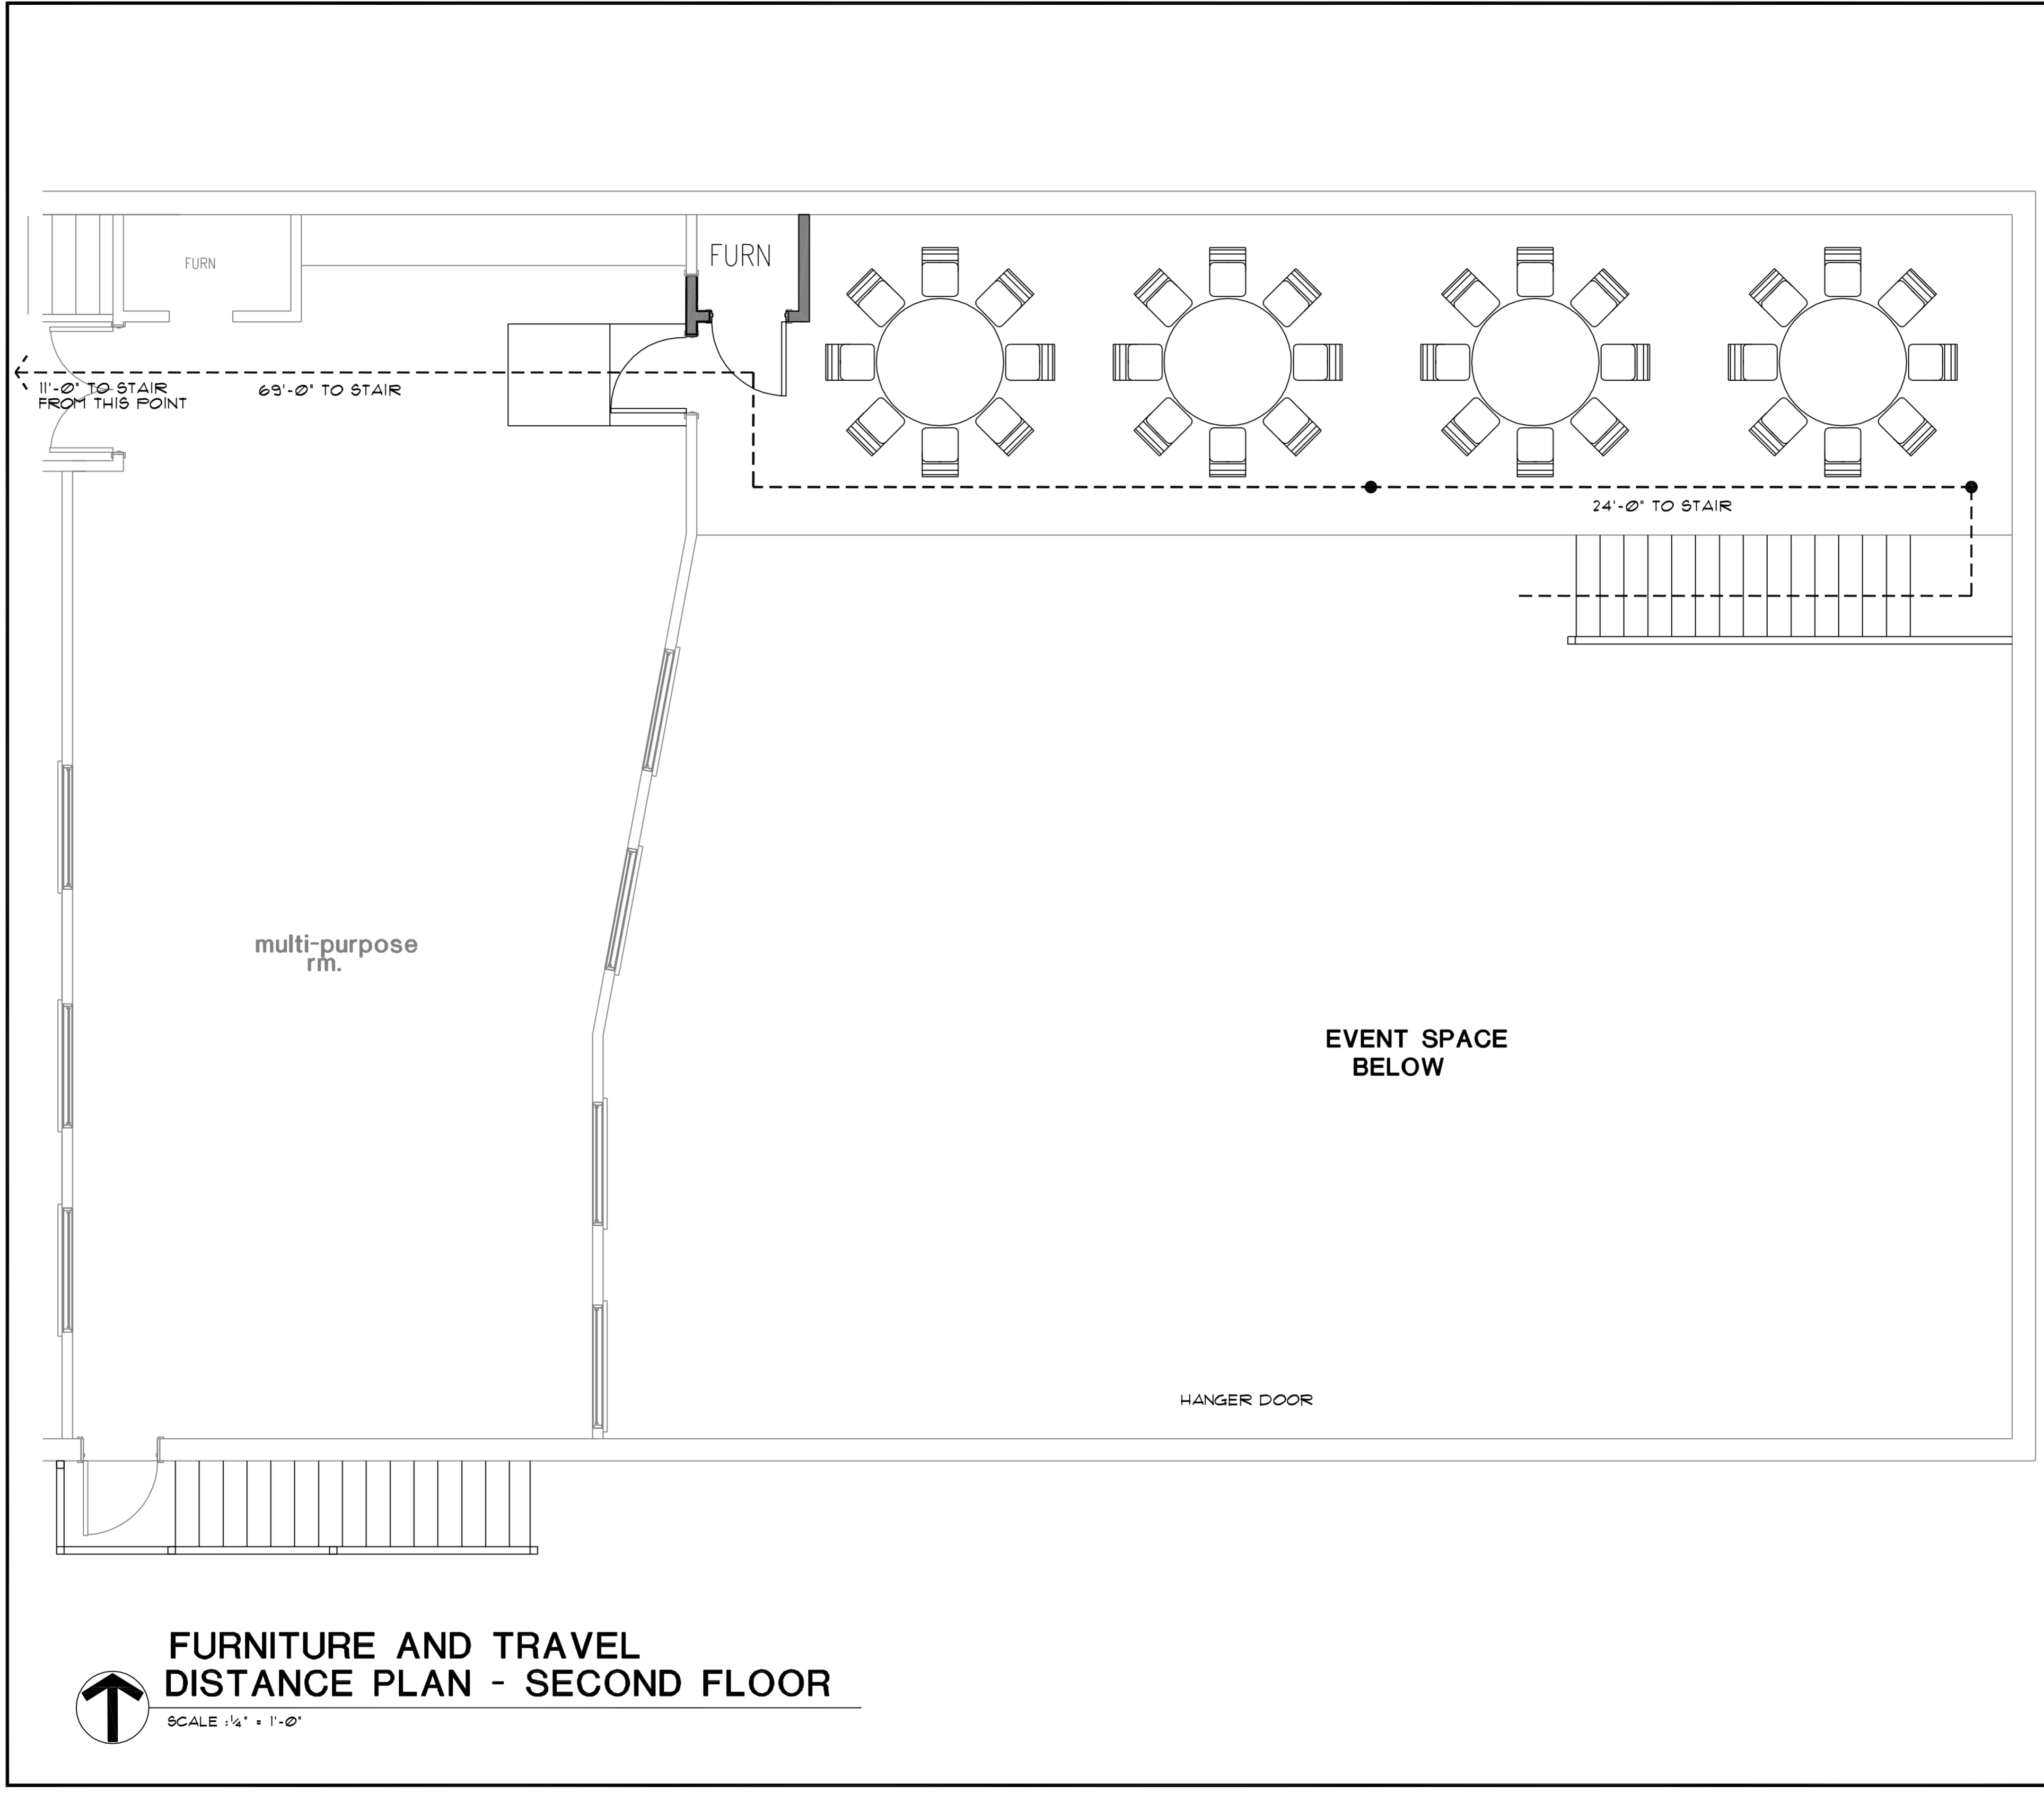 FURN
FURN
11'-0" TO STAIR
FROM THIS POINT
69'-0" TO STAIR
24'-0" TO STAIR
multi-purpose
rm.
EVENT SPACE
BELOW
HANGER DOOR
FURNITURE AND TRAVEL
DISTANCE PLAN - SECOND FLOOR
SCALE :1/4" = 1'-0"